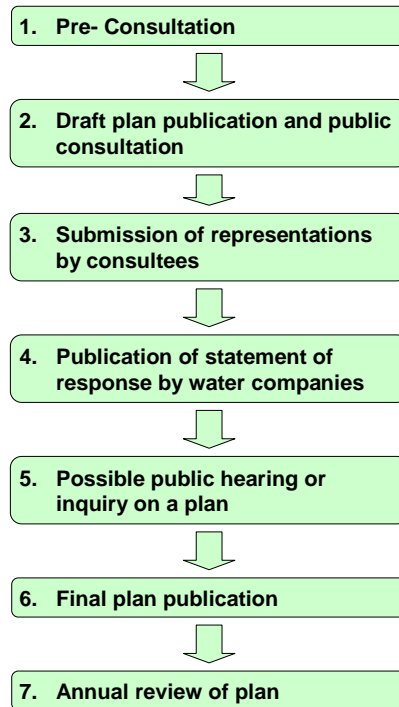 1. Pre- Consultation
2. Draft plan publication and public
consultation
3. Submission of representations
by consultees
4. Publication of statement of
response by water companies
5. Possible public hearing or
inquiry on a plan
6. Final plan publication
7. Annual review of plan